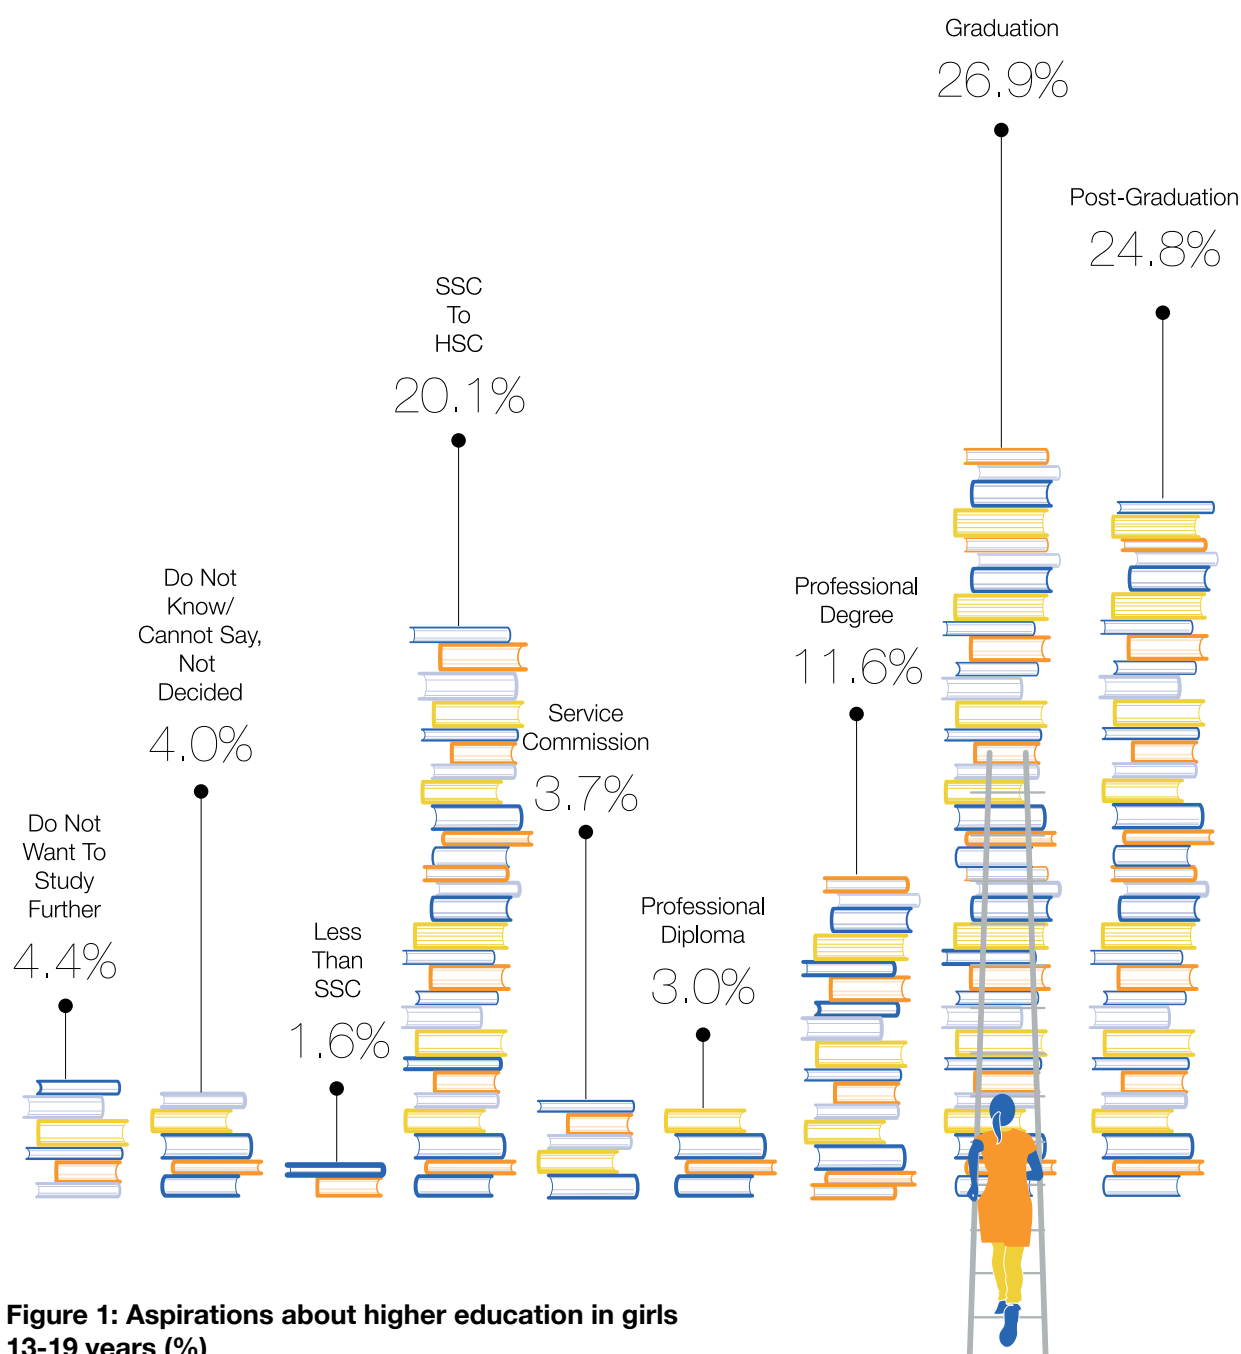 Graduation
26.9%
Post-Graduation
24.8%
SSC
To
HSC
20.1%
Do Not
Know/
Cannot Say,
Not
Decided
4.0%
Professional
Degree
11.6%
Service
Commission
3.7%
Do Not
Want To
Study
Further
4.4%
Less
Than
SSC
1.6%
Professional
Diploma
3.0%
Figure 1: Aspirations about higher education in girls
13-19 years (%)